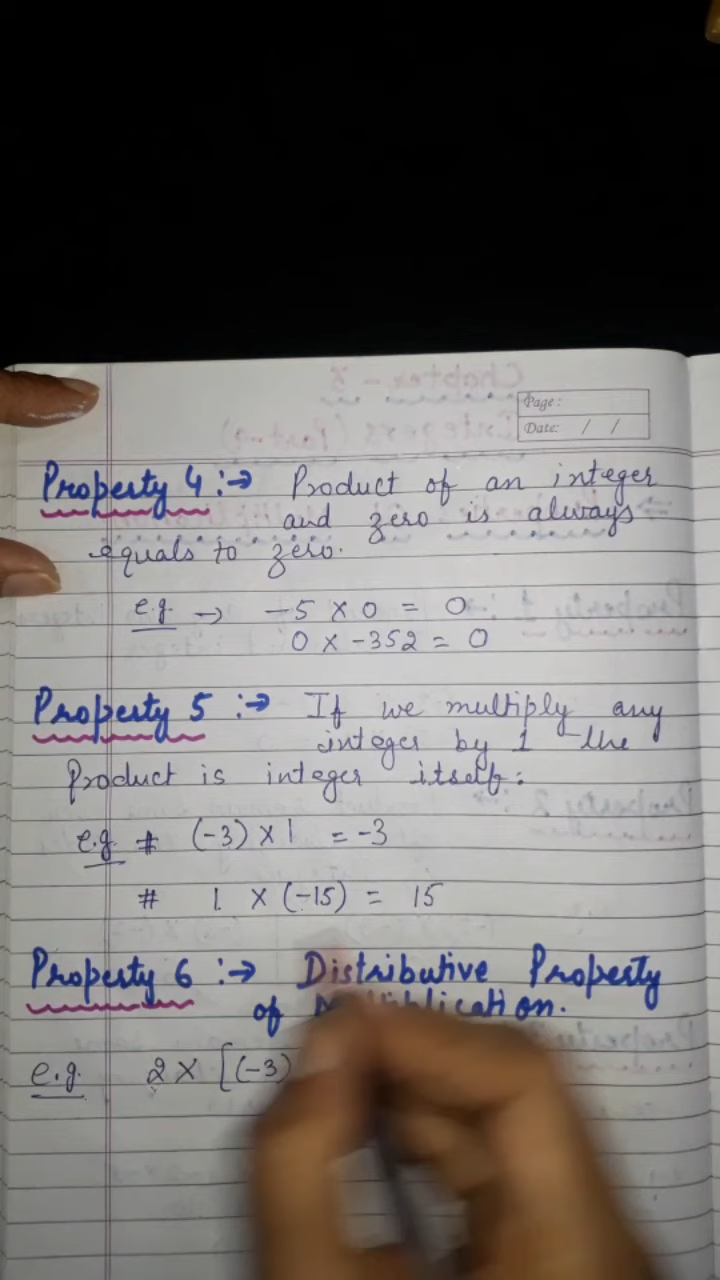 Page:
Date: / /
Property 4 :→ Product of an integer
and zero is always
equals to zero.
e.g. → -5 × 0 = 0
0 × -352 = 0
Property 5 :→ If we multiply any
integer by 1 the
product is integer itself:
e.g. # (-3) × 1 = -3
# 1 × (-15) = 15
Property 6 :→ Distributive Property
of Multiplication.
e.g. 2 × [(-3)